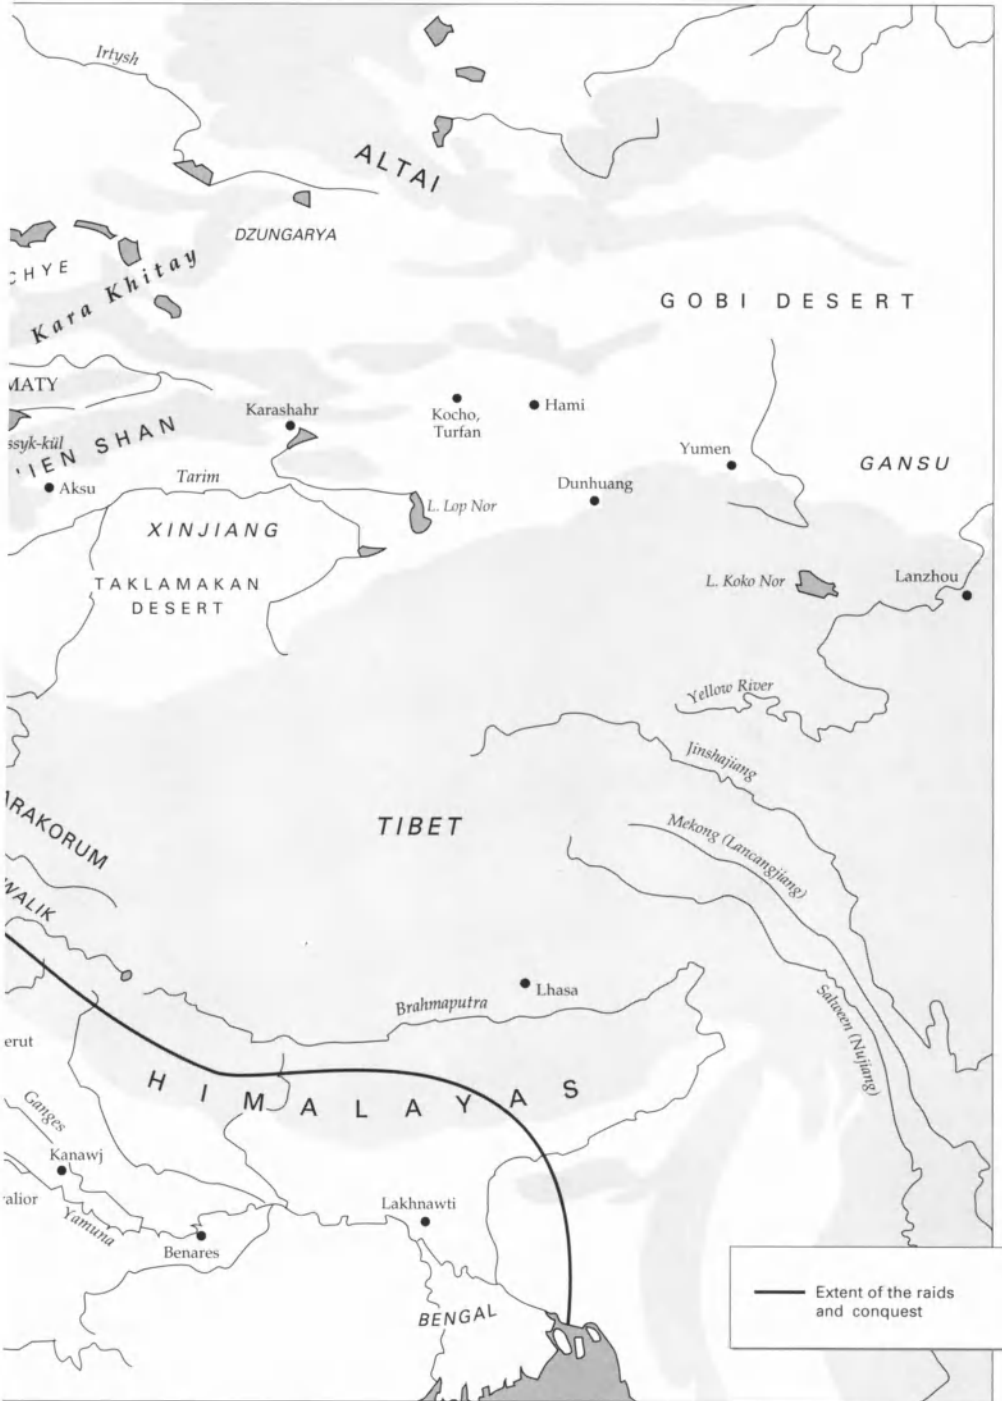 Irtysh
ALTAI
DZUNGARYA
CHYE
Kara Khitay
GOBI DESERT
MATY
Karashahr
Kocho,
Turfan
Hami
ssyk-kül
'IEN SHAN
Yumen
GANSU
Aksu
Tarim
Dunhuang
L. Lop Nor
XINJIANG
TAKLAMAKAN
DESERT
L. Koko Nor
Lanzhou
Yellow River
Jinshajiang
ARAKORUM
TIBET
Mekong (Lancangjiang)
WALIK
Lhasa
Brahmaputra
Salween (Nujiang)
erut
HIMALAYAS
Ganges
Kanawj
alior
Yamuna
Lakhnawti
Benares
BENGAL
Extent of the raids
and conquest